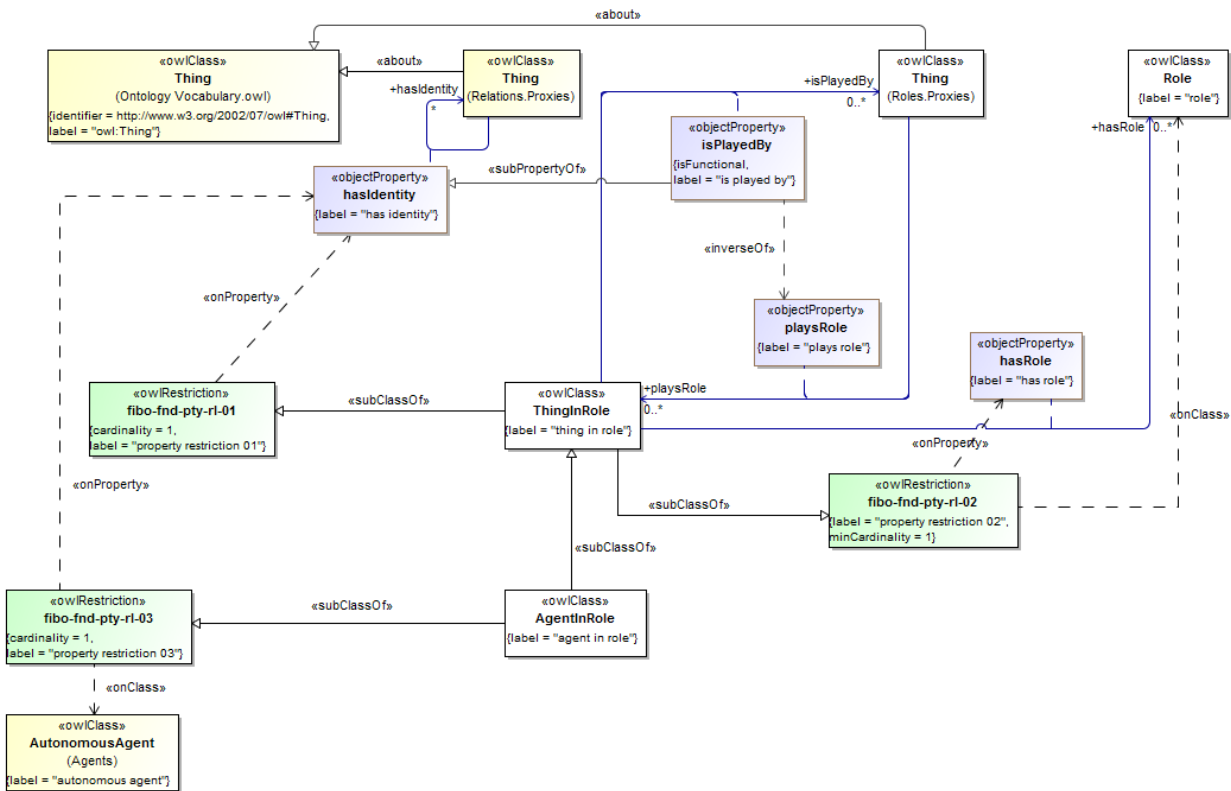 «about»
«owlClass»
Thing
(Ontology Vocabulary.owl)
{identifier = http://www.w3.org/2002/07/owl#Thing,
label = "owl:Thing"}
«about»
«owlClass»
Thing
(Relations.Proxies)
+hasIdentity
*
«owlClass»
Thing
(Roles.Proxies)
+isPlayedBy
0..*
«owlClass»
Role
{label = "role"}
+hasRole 0..*
«objectProperty»
isPlayedBy
{isFunctional,
label = "is played by"}
«subPropertyOf»
«objectProperty»
hasIdentity
{label = "has identity"}
«inverseOf»
«onProperty»
«objectProperty»
playsRole
{label = "plays role"}
«objectProperty»
hasRole
{label = "has role"}
«owlRestriction»
fibo-fnd-pty-rl-01
{cardinality = 1,
label = "property restriction 01"}
«subClassOf»
«owlClass»
ThingInRole
{label = "thing in role"}
+playsRole
0..*
«onClass»
«onProperty»
«onProperty»
«subClassOf»
«owlRestriction»
fibo-fnd-pty-rl-02
{label = "property restriction 02",
minCardinality = 1}
«subClassOf»
«owlRestriction»
fibo-fnd-pty-rl-03
{cardinality = 1,
label = "property restriction 03"}
«subClassOf»
«owlClass»
AgentInRole
{label = "agent in role"}
«onClass»
«owlClass»
AutonomousAgent
(Agents)
{label = "autonomous agent"}